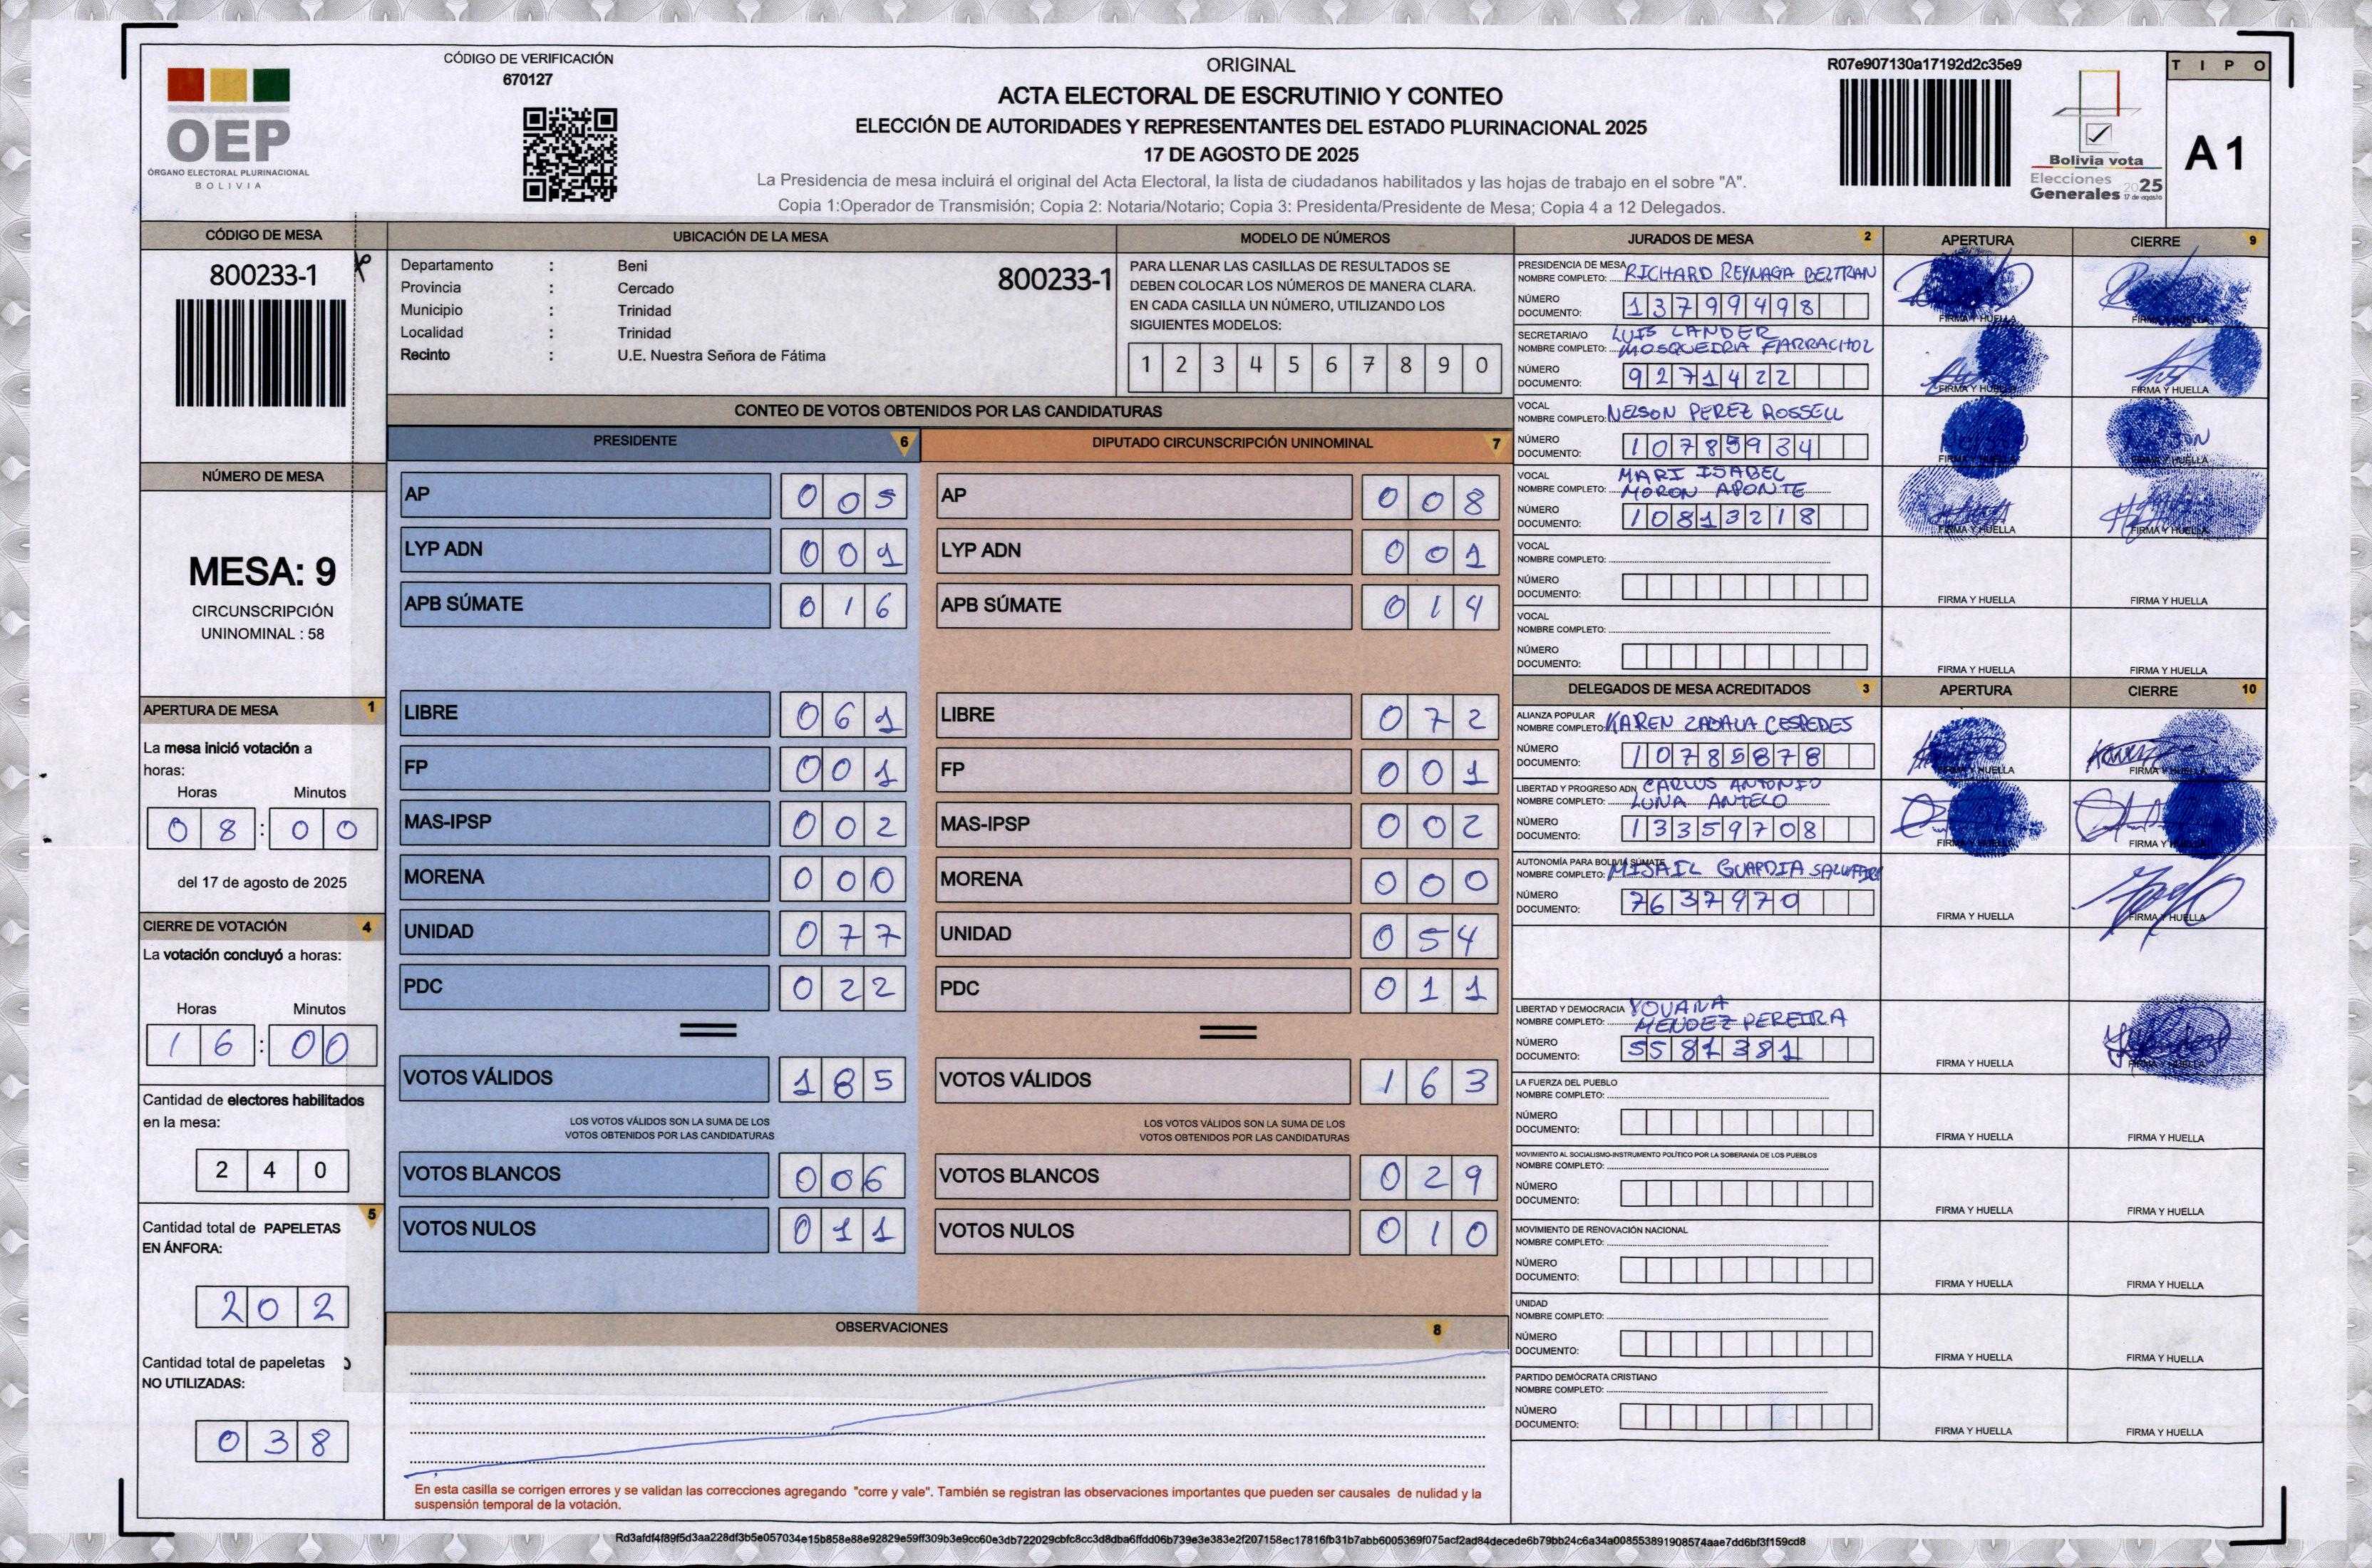 CÓDIGO DE VERIFICACIÓN
670127
OEP
ÓRGANO ELECTORAL PLURINACIONAL
BOLIVIA
ORIGINAL
ACTA ELECTORAL DE ESCRUTINIO Y CONTEO
ELECCIÓN DE AUTORIDADES Y REPRESENTANTES DEL ESTADO PLURINACIONAL 2025
17 DE AGOSTO DE 2025
La Presidencia de mesa incluirá el original del Acta Electoral, la lista de ciudadanos habilitados y las hojas de trabajo en el sobre "A".
Copia 1:Operador de Transmisión; Copia 2: Notaria/Notario; Copia 3: Presidenta/Presidente de Mesa; Copia 4 a 12 Delegados.
R07e907130a17192d2c35e9
Bolivia vota
Elecciones
Generales 2025
17 de agosto
TIPO
A1
CÓDIGO DE MESA
800233-1
NÚMERO DE MESA
MESA: 9
CIRCUNSCRIPCIÓN
UNINOMINAL : 58
APERTURA DE MESA 1
La mesa inició votación a
horas:
Horas Minutos
08 : 00
del 17 de agosto de 2025
CIERRE DE VOTACIÓN 4
La votación concluyó a horas:
Horas Minutos
16 : 00
Cantidad de electores habilitados
en la mesa:
240
5
Cantidad total de PAPELETAS
EN ÁNFORA:
202
Cantidad total de papeletas
NO UTILIZADAS:
038
UBICACIÓN DE LA MESA
Departamento : Beni
800233-1
Provincia : Cercado
Municipio : Trinidad
Localidad : Trinidad
Recinto : U.E. Nuestra Señora de Fátima
MODELO DE NÚMEROS
PARA LLENAR LAS CASILLAS DE RESULTADOS SE
DEBEN COLOCAR LOS NÚMEROS DE MANERA CLARA.
EN CADA CASILLA UN NÚMERO, UTILIZANDO LOS
SIGUIENTES MODELOS:
1 2 3 4 5 6 7 8 9 0
CONTEO DE VOTOS OBTENIDOS POR LAS CANDIDATURAS
PRESIDENTE 6
AP 005
LYP ADN 001
APB SÚMATE 016
LIBRE 061
FP 001
MAS-IPSP 002
MORENA 000
UNIDAD 077
PDC 022
VOTOS VÁLIDOS 185
LOS VOTOS VÁLIDOS SON LA SUMA DE LOS
VOTOS OBTENIDOS POR LAS CANDIDATURAS
VOTOS BLANCOS 006
VOTOS NULOS 011
DIPUTADO CIRCUNSCRIPCIÓN UNINOMINAL 7
AP 008
LYP ADN 001
APB SÚMATE 014
LIBRE 072
FP 001
MAS-IPSP 002
MORENA 000
UNIDAD 054
PDC 011
VOTOS VÁLIDOS 163
LOS VOTOS VÁLIDOS SON LA SUMA DE LOS
VOTOS OBTENIDOS POR LAS CANDIDATURAS
VOTOS BLANCOS 029
VOTOS NULOS 010
OBSERVACIONES 8
En esta casilla se corrigen errores y se validan las correcciones agregando "corre y vale". También se registran las observaciones importantes que pueden ser causales de nulidad y la
suspensión temporal de la votación.
JURADOS DE MESA 2 APERTURA CIERRE 9
PRESIDENCIA DE MESA
NOMBRE COMPLETO: RICHARD REYNAGA BELTRAN
NÚMERO
DOCUMENTO: 13799498
FIRMA Y HUELLA FIRMA Y HUELLA
SECRETARIA/O LUIS LANDER
NOMBRE COMPLETO: MOSQUEIRA
NÚMERO
DOCUMENTO: 9271422
FIRMA Y HUELLA FIRMA Y HUELLA
VOCAL
NOMBRE COMPLETO: NELSON PEREZ ROSSELL
NÚMERO
DOCUMENTO: 10785934
FIRMA Y HUELLA FIRMA Y HUELLA
VOCAL MARI ISABEL
NOMBRE COMPLETO: MORON APONTE
NÚMERO
DOCUMENTO: 10813218
FIRMA Y HUELLA FIRMA Y HUELLA
VOCAL
NOMBRE COMPLETO:
NÚMERO
DOCUMENTO:
FIRMA Y HUELLA FIRMA Y HUELLA
VOCAL
NOMBRE COMPLETO:
NÚMERO
DOCUMENTO:
FIRMA Y HUELLA FIRMA Y HUELLA
DELEGADOS DE MESA ACREDITADOS 3 APERTURA CIERRE 10
ALIANZA POPULAR
NOMBRE COMPLETO: KAREN ZABALA CESPEDES
NÚMERO
DOCUMENTO: 10785878
FIRMA Y HUELLA FIRMA Y HUELLA
LIBERTAD Y PROGRESO ADN CARLOS ANTONIO
NOMBRE COMPLETO: LUNA ANTELO
NÚMERO
DOCUMENTO: 13359708
FIRMA Y HUELLA FIRMA Y HUELLA
AUTONOMÍA PARA BOLIVIA SÚMATE
NOMBRE COMPLETO: MISAIL GUARDIA
NÚMERO
DOCUMENTO: 7637970
FIRMA Y HUELLA FIRMA Y HUELLA
LIBERTAD Y DEMOCRACIA YOVANA
NOMBRE COMPLETO: MENDEZ PEREIRA
NÚMERO
DOCUMENTO: 5581381
FIRMA Y HUELLA FIRMA Y HUELLA
LA FUERZA DEL PUEBLO
NOMBRE COMPLETO:
NÚMERO
DOCUMENTO:
FIRMA Y HUELLA FIRMA Y HUELLA
MOVIMIENTO AL SOCIALISMO-INSTRUMENTO POLÍTICO POR LA SOBERANÍA DE LOS PUEBLOS
NOMBRE COMPLETO:
NÚMERO
DOCUMENTO:
FIRMA Y HUELLA FIRMA Y HUELLA
MOVIMIENTO DE RENOVACIÓN NACIONAL
NOMBRE COMPLETO:
NÚMERO
DOCUMENTO:
FIRMA Y HUELLA FIRMA Y HUELLA
UNIDAD
NOMBRE COMPLETO:
NÚMERO
DOCUMENTO:
FIRMA Y HUELLA FIRMA Y HUELLA
PARTIDO DEMÓCRATA CRISTIANO
NOMBRE COMPLETO:
NÚMERO
DOCUMENTO:
FIRMA Y HUELLA FIRMA Y HUELLA